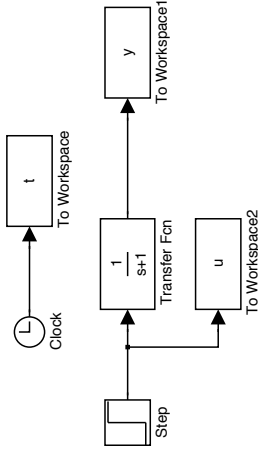 t
To Workspace
Clock
y
To Workspace1
1
s+1
Transfer Fcn
u
To Workspace2
Step